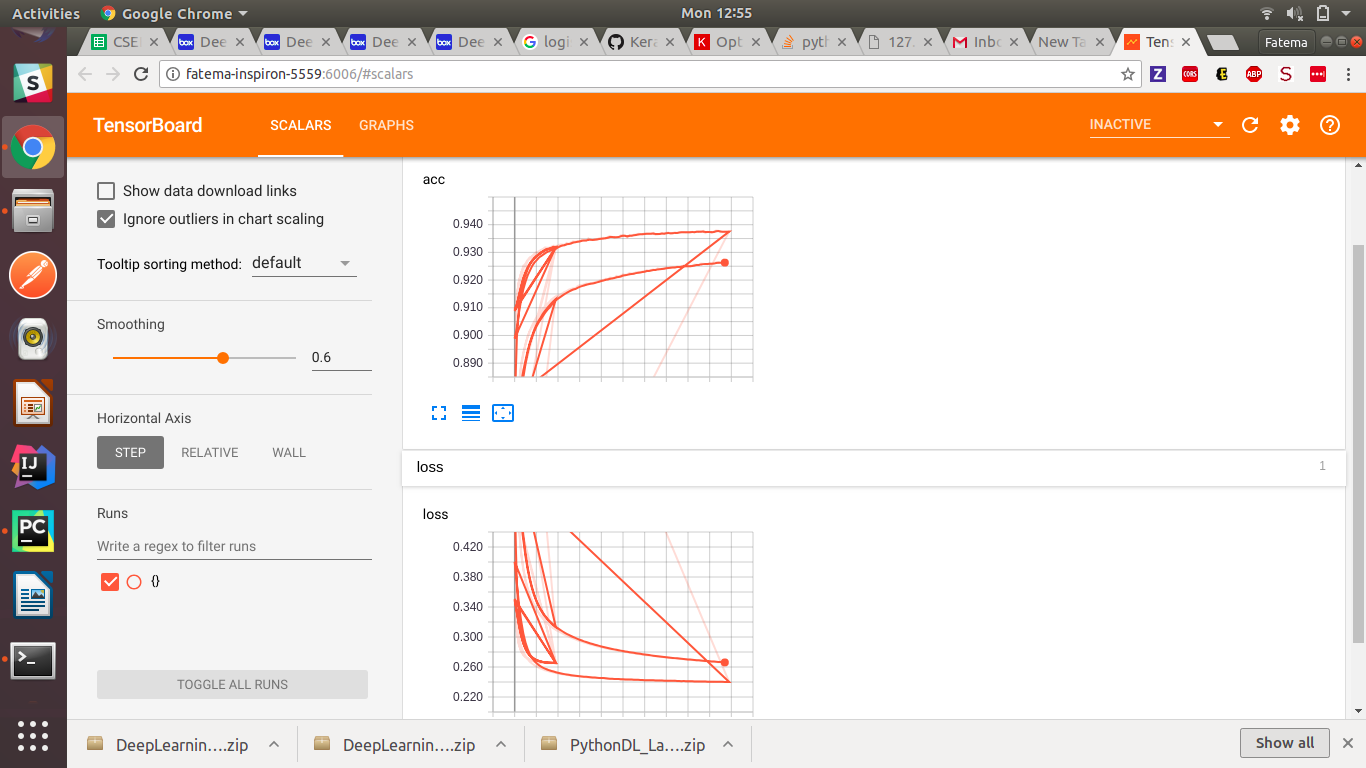 Activities Google Chrome Mon 12:55
CSE Dee Dee Dee Dee logi Kera Opt pyth 127. Inbo New Ta Tens Fatema
fatema-inspiron-5559:6006/#scalars
TensorBoard SCALARS GRAPHS INACTIVE
Show data download links
Ignore outliers in chart scaling
Tooltip sorting method: default
Smoothing
0.6
Horizontal Axis
STEP RELATIVE WALL
Runs
Write a regex to filter runs
{}
TOGGLE ALL RUNS
acc
0.940
0.930
0.920
0.910
0.900
0.890
loss 1
loss
0.420
0.380
0.340
0.300
0.260
0.220
DeepLearnin....zip DeepLearnin....zip PythonDL_La....zip Show all